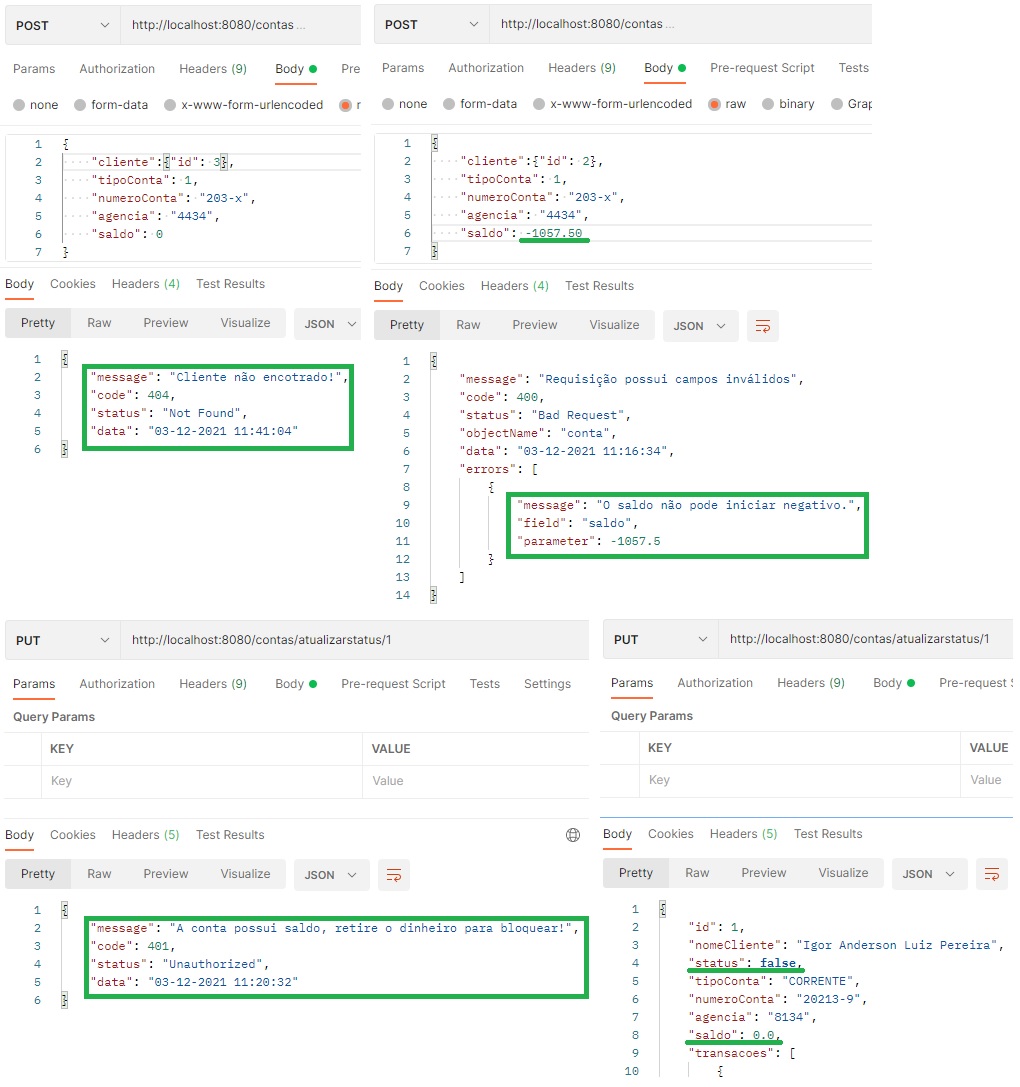 POST http://localhost:8080/contas ...
Params Authorization Headers (9) Body Pre
none form-data x-www-form-urlencoded r
1 {
2 "cliente":{"id": 3},
3 "tipoConta": 1,
4 "numeroConta": "203-x",
5 "agencia": "4434",
6 "saldo": 0
7 }
Body Cookies Headers (4) Test Results
Pretty Raw Preview Visualize JSON
1 {
2 "message": "Cliente não encotrado!",
3 "code": 404,
4 "status": "Not Found",
5 "data": "03-12-2021 11:41:04"
6 }
POST http://localhost:8080/contas ...
Params Authorization Headers (9) Body Pre-request Script Tests
none form-data x-www-form-urlencoded raw binary Grap
1 {
2 "cliente":{"id": 2},
3 "tipoConta": 1,
4 "numeroConta": "203-x",
5 "agencia": "4434",
6 "saldo": -1057.50
7 }
Body Cookies Headers (4) Test Results
Pretty Raw Preview Visualize JSON
1 {
2 "message": "Requisição possui campos inválidos",
3 "code": 400,
4 "status": "Bad Request",
5 "objectName": "conta",
6 "data": "03-12-2021 11:16:34",
7 "errors": [
8 {
9 "message": "O saldo não pode iniciar negativo.",
10 "field": "saldo",
11 "parameter": -1057.5
12 }
13 ]
14 }
PUT http://localhost:8080/contas/atualizarstatus/1
Params Authorization Headers (9) Body Pre-request Script Tests Settings
Query Params
KEY VALUE
Key Value
Body Cookies Headers (5) Test Results
Pretty Raw Preview Visualize JSON
1 {
2 "message": "A conta possui saldo, retire o dinheiro para bloquear!",
3 "code": 401,
4 "status": "Unauthorized",
5 "data": "03-12-2021 11:20:32"
6 }
PUT http://localhost:8080/contas/atualizarstatus/1
Params Authorization Headers (9) Body Pre-request S
Query Params
KEY VALUE
Key Value
Body Cookies Headers (5) Test Results
Pretty Raw Preview Visualize JSON
1 {
2 "id": 1,
3 "nomeCliente": "Igor Anderson Luiz Pereira",
4 "status": false,
5 "tipoConta": "CORRENTE",
6 "numeroConta": "20213-9",
7 "agencia": "8134",
8 "saldo": 0.0,
9 "transacoes": [
10 {